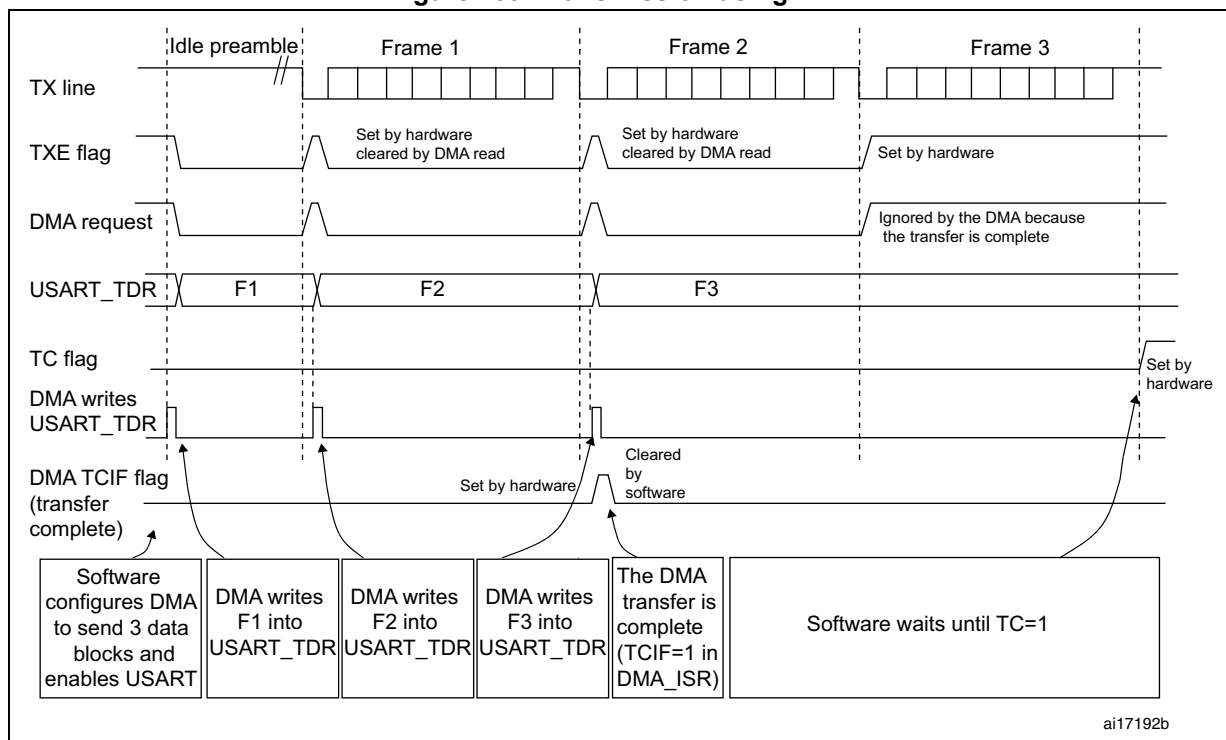 Idle preamble
Frame 1
Frame 2
Frame 3
TX line
TXE flag
Set by hardware
cleared by DMA read
Set by hardware
cleared by DMA read
Set by hardware
DMA request
Ignored by the DMA because
the transfer is complete
USART_TDR
F1
F2
F3
TC flag
Set by
hardware
DMA writes
USART_TDR
DMA TCIF flag
(transfer
complete)
Set by hardware
Cleared
by
software
Software
configures DMA
to send 3 data
blocks and
enables USART
DMA writes
F1 into
USART_TDR
DMA writes
F2 into
USART_TDR
DMA writes
F3 into
USART_TDR
The DMA
transfer is
complete
(TCIF=1 in
DMA_ISR)
Software waits until TC=1
ai17192b